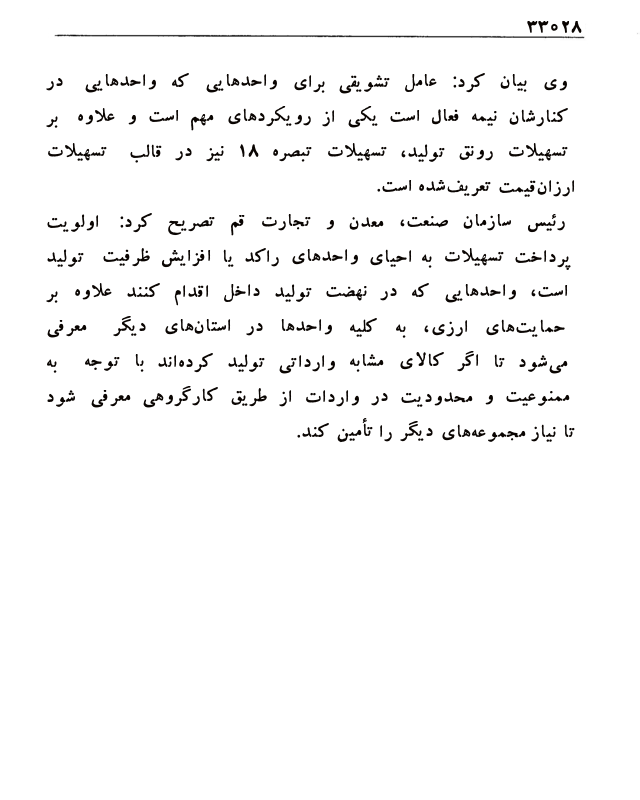 ۳۳۰۲۸
وی بیان کرد: عامل تشویقی برای واحدهایی که واحدهایی در
کنارشان نیمه فعال است یکی از رویکردهای مهم است و علاوه بر
تسهیلات رونق تولید، تسهیلات تبصره ۱۸ نیز در قالب تسهیلات
ارزان‌قیمت تعریف‌شده است.
رئیس سازمان صنعت، معدن و تجارت قم تصریح کرد: اولویت
پرداخت تسهیلات به احیای واحدهای راکد یا افزایش ظرفیت تولید
است، واحدهایی که در نهضت تولید داخل اقدام کنند علاوه بر
حمایت‌های ارزی، به کلیه واحدها در استان‌های دیگر معرفی
می‌شود تا اگر کالای مشابه وارداتی تولید کرده‌اند با توجه به
ممنوعیت و محدودیت در واردات از طریق کارگروهی معرفی شود
تا نیاز مجموعه‌های دیگر را تأمین کند.